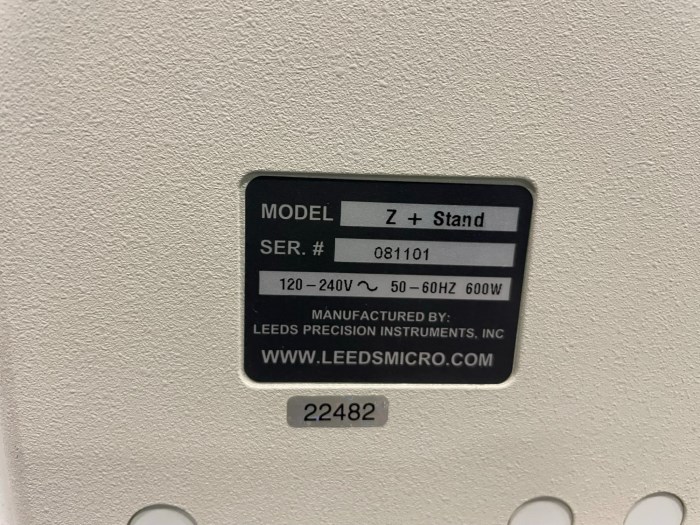 MODEL Z + Stand
SER. # 081101
120-240V ~ 50-60HZ 600W
MANUFACTURED BY:
LEEDS PRECISION INSTRUMENTS, INC
WWW.LEEDSMICRO.COM
22482